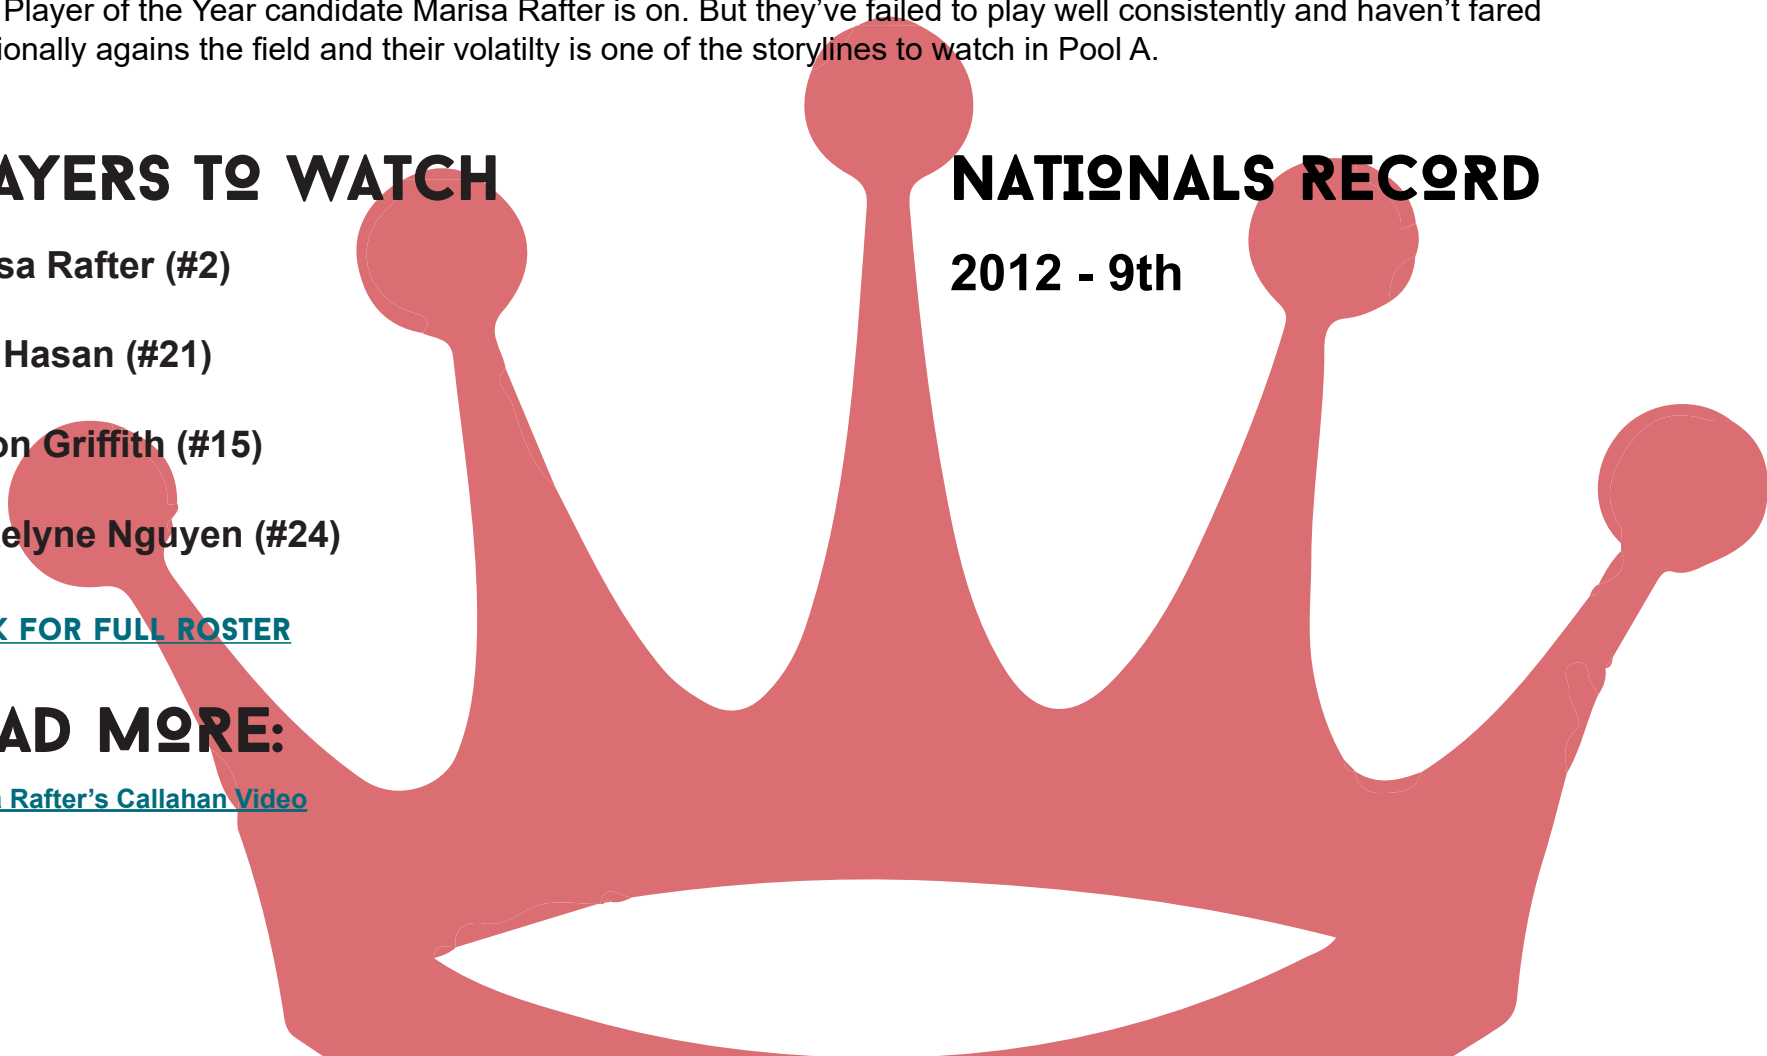 Player of the Year candidate Marisa Rafter is on. But they’ve failed to play well consistently and haven’t fared
ionally agains the field and their volatilty is one of the storylines to watch in Pool A.
AYERS TO WATCH
NATIONALS RECORD
sa Rafter (#2)
2012 - 9th
Hasan (#21)
on Griffith (#15)
elyne Nguyen (#24)
K FOR FULL ROSTER
AD MORE:
a Rafter’s Callahan Video